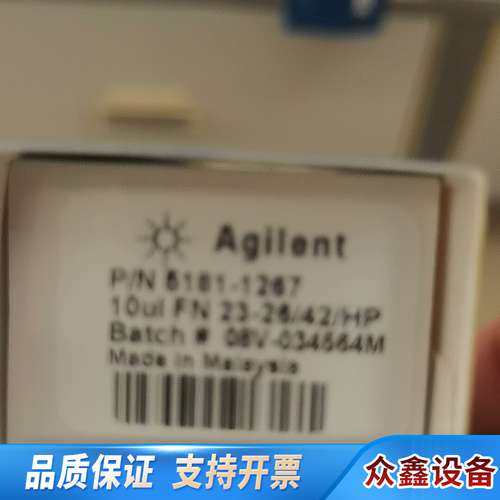 Agilent
P/N 5181-1267
10ul FN 23-26/42/HP
Batch # 08V-034564M
Made in Malaysia
品质保证 支持开票 众鑫设备